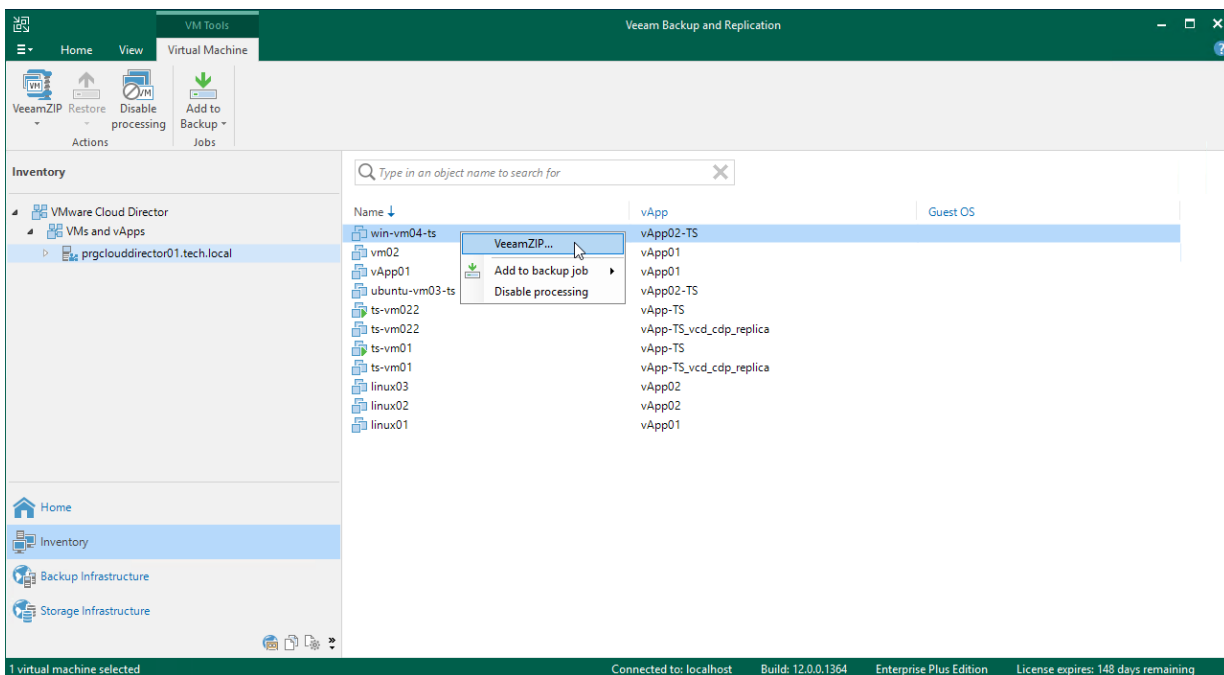 VM Tools
Veeam Backup and Replication
Home View Virtual Machine
VM
VM
VeeamZIP Restore Disable processing Add to Backup
Actions Jobs
Inventory
Type in an object name to search for
VMware Cloud Director
VMs and vApps
prgclouddirector01.tech.local
Name vApp Guest OS
win-vm04-ts vApp02-TS
vm02 vApp01
vApp01 vApp01
ubuntu-vm03-ts vApp02-TS
ts-vm022 vApp-TS
ts-vm022 vApp-TS_vcd_cdp_replica
ts-vm01 vApp-TS
ts-vm01 vApp-TS_vcd_cdp_replica
linux03 vApp02
linux02 vApp02
linux01 vApp01
VeeamZIP...
Add to backup job
Disable processing
Home
Inventory
Backup Infrastructure
Storage Infrastructure
1 virtual machine selected Connected to: localhost Build: 12.0.0.1364 Enterprise Plus Edition License expires: 148 days remaining